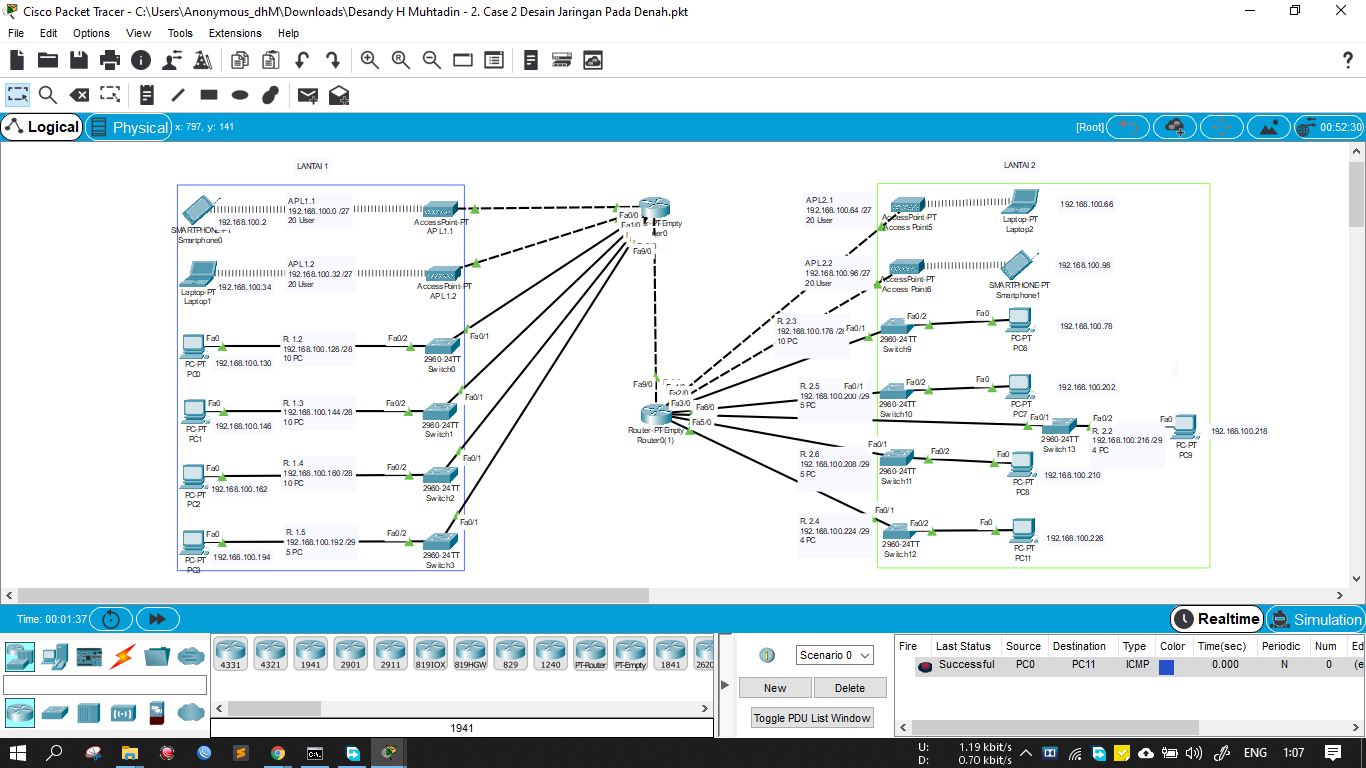 Cisco Packet Tracer - C:\Users\Anonymous_dhM\Downloads\Desandy H Muhtadin - 2. Case 2 Desain Jaringan Pada Denah.pkt
File Edit Options View Tools Extensions Help
Logical Physical x: 797, y: 141 [Root] 00:52:30
LANTAI 1
192.168.100.2
SMARTPHONE-PT
Smartphone0
APL1.1
192.168.100.0 /27
20 User
AccessPoint-PT
APL1.1
Laptop-PT
Laptop1
192.168.100.34
APL1.2
192.168.100.32/27
20 User
AccessPoint-PT
APL1.2
Fa0
PC-PT
PC0
192.168.100.130
R. 1.2
192.168.100.128 /28
10 PC
Fa0/2
Fa0/1
2960-24TT
Switch0
Fa0
PC-PT
PC1
192.168.100.146
R. 1.3
192.168.100.144 /28
10 PC
Fa0/2
Fa0/1
2960-24TT
Switch1
Fa0
PC-PT
PC2
192.168.100.162
R. 1.4
192.168.100.160 /28
10 PC
Fa0/2
Fa0/1
2960-24TT
Switch2
Fa0
PC-PT
PC3
192.168.100.194
R. 1.5
192.168.100.192 /29
5 PC
Fa0/2
Fa0/1
2960-24TT
Switch3
Fa0/0
Fa1/0
PT-Empty
Fa9/0
Fa9/0
Fa2/0
Fa3/0
Fa6/0
Fa5/0
Router-PT-Empty
Router0(1)
LANTAI 2
APL2.1
192.168.100.64 /27
20 User
AccessPoint-PT
Access Point5
Laptop-PT
Laptop2
192.168.100.66
APL2.2
192.168.100.96 /27
20 User
AccessPoint-PT
Access Point6
SMARTPHONE-PT
Smartphone1
192.168.100.98
R. 2.3
192.168.100.176 /28
10 PC
Fa0/1
Fa0/2
2960-24TT
Switch9
Fa0
PC-PT
PC6
192.168.100.78
R. 2.5
192.168.100.200 /29
5 PC
Fa0/1
Fa0/2
2960-24TT
Switch10
Fa0
PC-PT
PC7
192.168.100.202
Fa0/1
Fa0/2
2960-24TT
Switch13
R. 2.2
192.168.100.216 /29
4 PC
Fa0
PC-PT
PC9
192.168.100.218
R. 2.6
192.168.100.208 /29
5 PC
Fa0/1
Fa0/2
2960-24TT
Switch11
Fa0
PC-PT
PC8
192.168.100.210
R. 2.4
192.168.100.224 /29
4 PC
Fa0/1
Fa0/2
2960-24TT
Switch12
Fa0
PC-PT
PC11
192.168.100.226
Time: 00:01:37 Realtime Simulation
4331 4321 1941 2901 2911 819IOX 819HGW 829 1240 PT-Router PT-Empty 1841 2620
1941
Scenario 0
New Delete
Toggle PDU List Window
Fire Last Status Source Destination Type Color Time(sec) Periodic Num Ed
Successful PC0 PC11 ICMP 0.000 N 0 (e
U: 1.19 kbit/s
D: 0.70 kbit/s
ENG 1:07